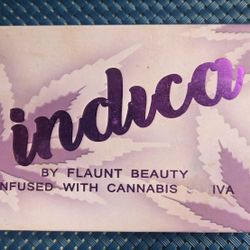 indica
BY FLAUNT BEAUTY
NFUSED WITH CANNABIS